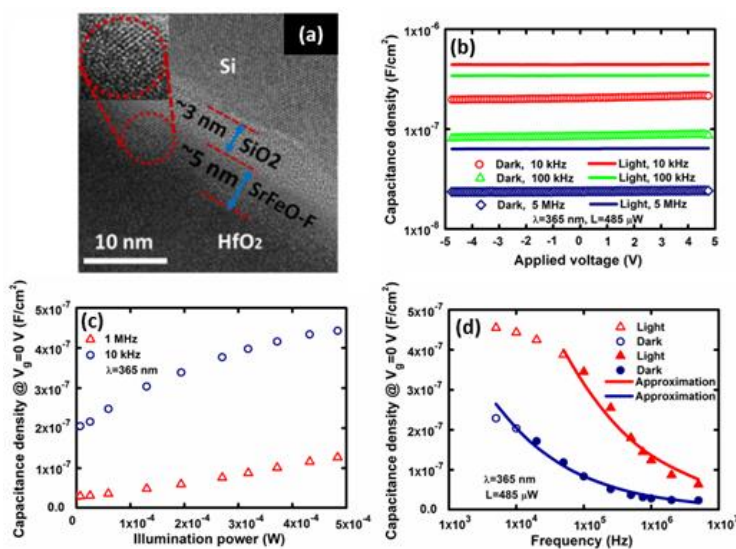 (a)
Si
~3 nm
SiO2
~5 nm
SrFeO-F
HfO₂
10 nm
(b)
Capacitance density (F/cm²)
1x10⁻⁶
1x10⁻⁷
1x10⁻⁸
Dark, 10 kHz
Light, 10 kHz
Dark, 100 kHz
Light, 100 kHz
Dark, 5 MHz
Light, 5 MHz
λ=365 nm, L=485 μW
-5 -4 -3 -2 -1 0 1 2 3 4 5
Applied voltage (V)
(c)
Capacitance density @ V_g=0 V (F/cm²)
5x10⁻⁷
4x10⁻⁷
3x10⁻⁷
2x10⁻⁷
1x10⁻⁷
0.0
1 MHz
10 kHz
λ=365 nm
0 1x10⁻⁴ 2x10⁻⁴ 3x10⁻⁴ 4x10⁻⁴ 5x10⁻⁴
Illumination power (W)
(d)
Capacitance density @ V_g=0 V (F/cm²)
5x10⁻⁷
4x10⁻⁷
3x10⁻⁷
2x10⁻⁷
1x10⁻⁷
0.0
Light
Dark
Light
Dark
Approximation
Approximation
λ=365 nm
L=485 μW
1x10³ 1x10⁴ 1x10⁵ 1x10⁶ 1x10⁷
Frequency (Hz)